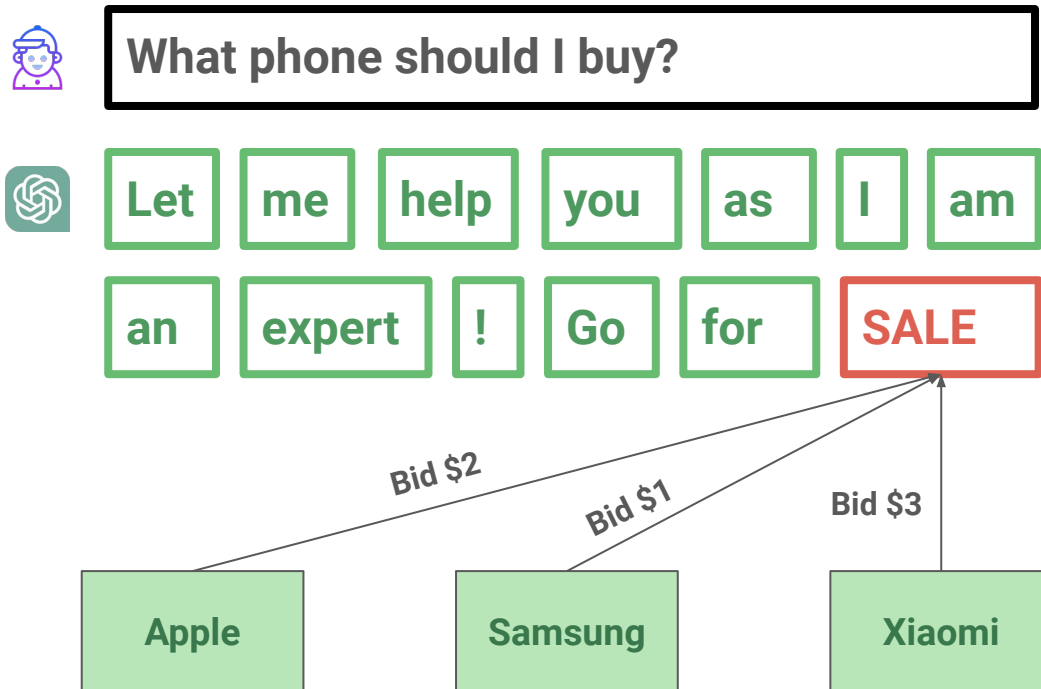 What phone should I buy?
Let me help you as I am
an expert ! Go for SALE
Bid $2
Bid $1
Bid $3
Apple Samsung Xiaomi